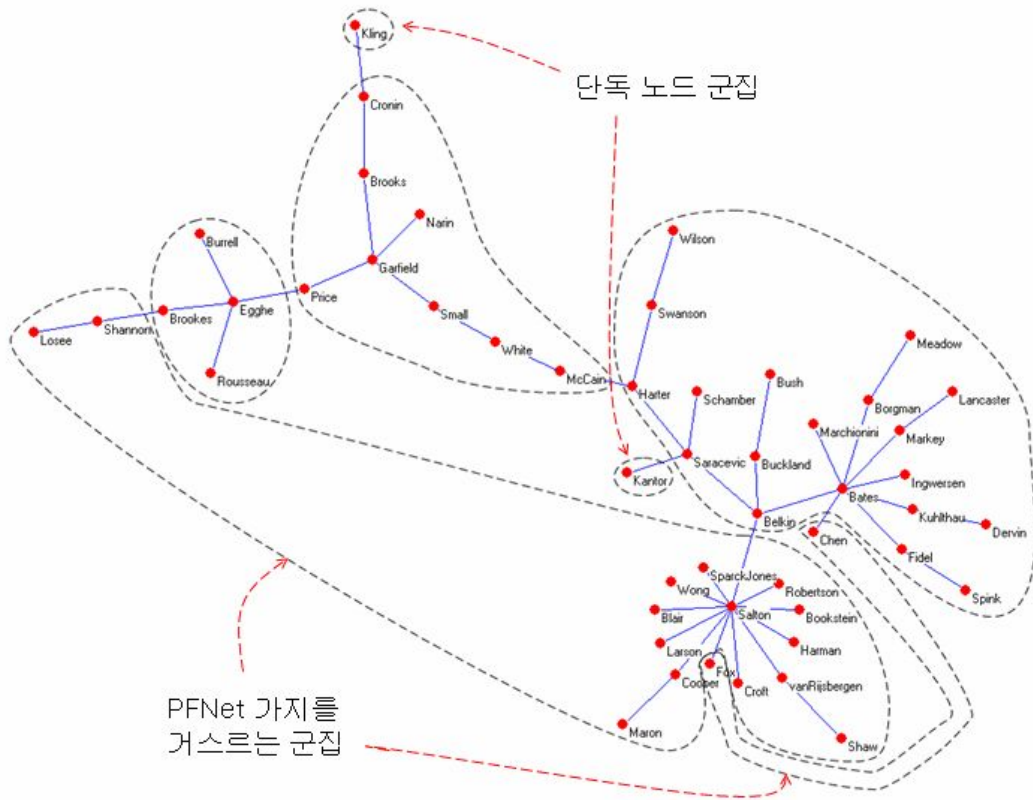 Kling
단독 노드 군집
Cronin
Brooks
Narin
Wilson
Burrell
Garfield
Price
Egghe
Brookes
Small
Swanson
Shannon
Losee
White
Meadow
Rousseau
McCain
Harter
Bush
Schamber
Lancaster
Borgman
Marchionini
Markey
Saracevic
Buckland
Kantor
Ingwersen
Bates
Kuhlthau
Belkin
Dervin
Chen
Fidel
SparckJones
Wong
Robertson
Spink
Blair
Salton
Bookstein
Larson
Harman
Fox
Cooper
Croft
vanRijsbergen
PFNet 가지를
거스르는 군집
Maron
Shaw